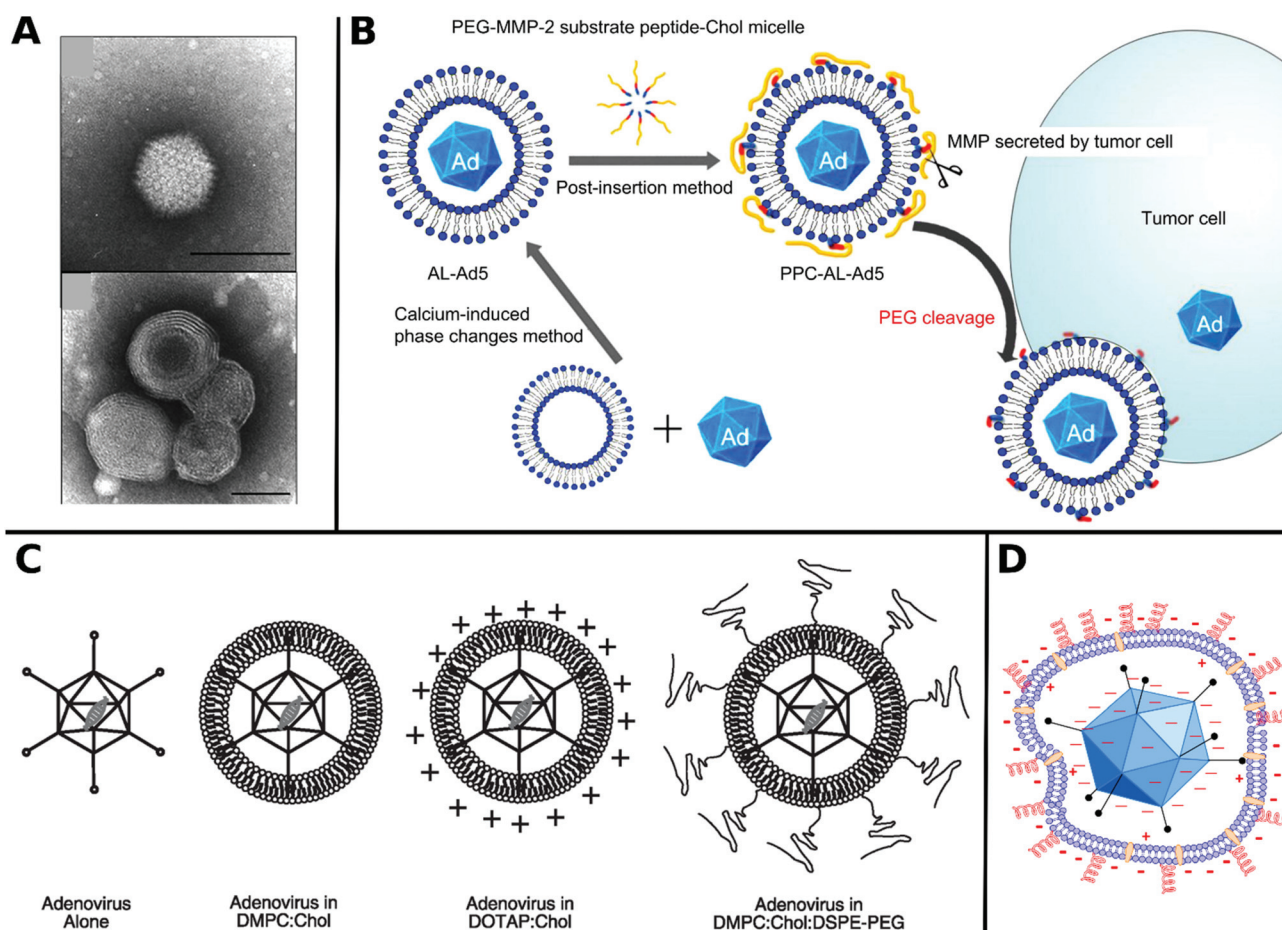 A
B
PEG-MMP-2 substrate peptide-Chol micelle
Ad
Ad
MMP secreted by tumor cell
Post-insertion method
Tumor cell
AL-Ad5
PPC-AL-Ad5
Ad
Calcium-induced
phase changes method
PEG cleavage
+
Ad
Ad
C
D
+ + + + + + + + + + + + + + + + +
Adenovirus
Alone
Adenovirus in
DMPC:Chol
Adenovirus in
DOTAP:Chol
Adenovirus in
DMPC:Chol:DSPE-PEG